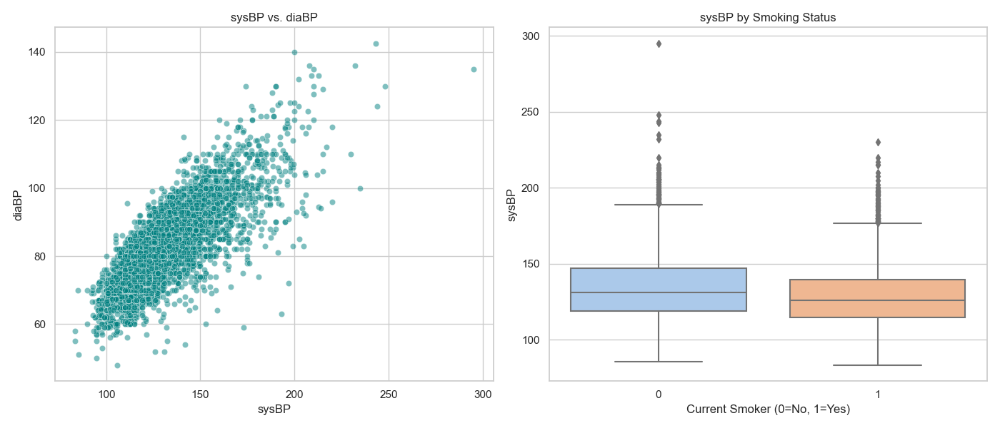 sysBP vs. diaBP
diaBP
140
120
100
80
60
100 150 200 250 300
sysBP
sysBP by Smoking Status
sysBP
300
250
200
150
100
0 1
Current Smoker (0=No, 1=Yes)